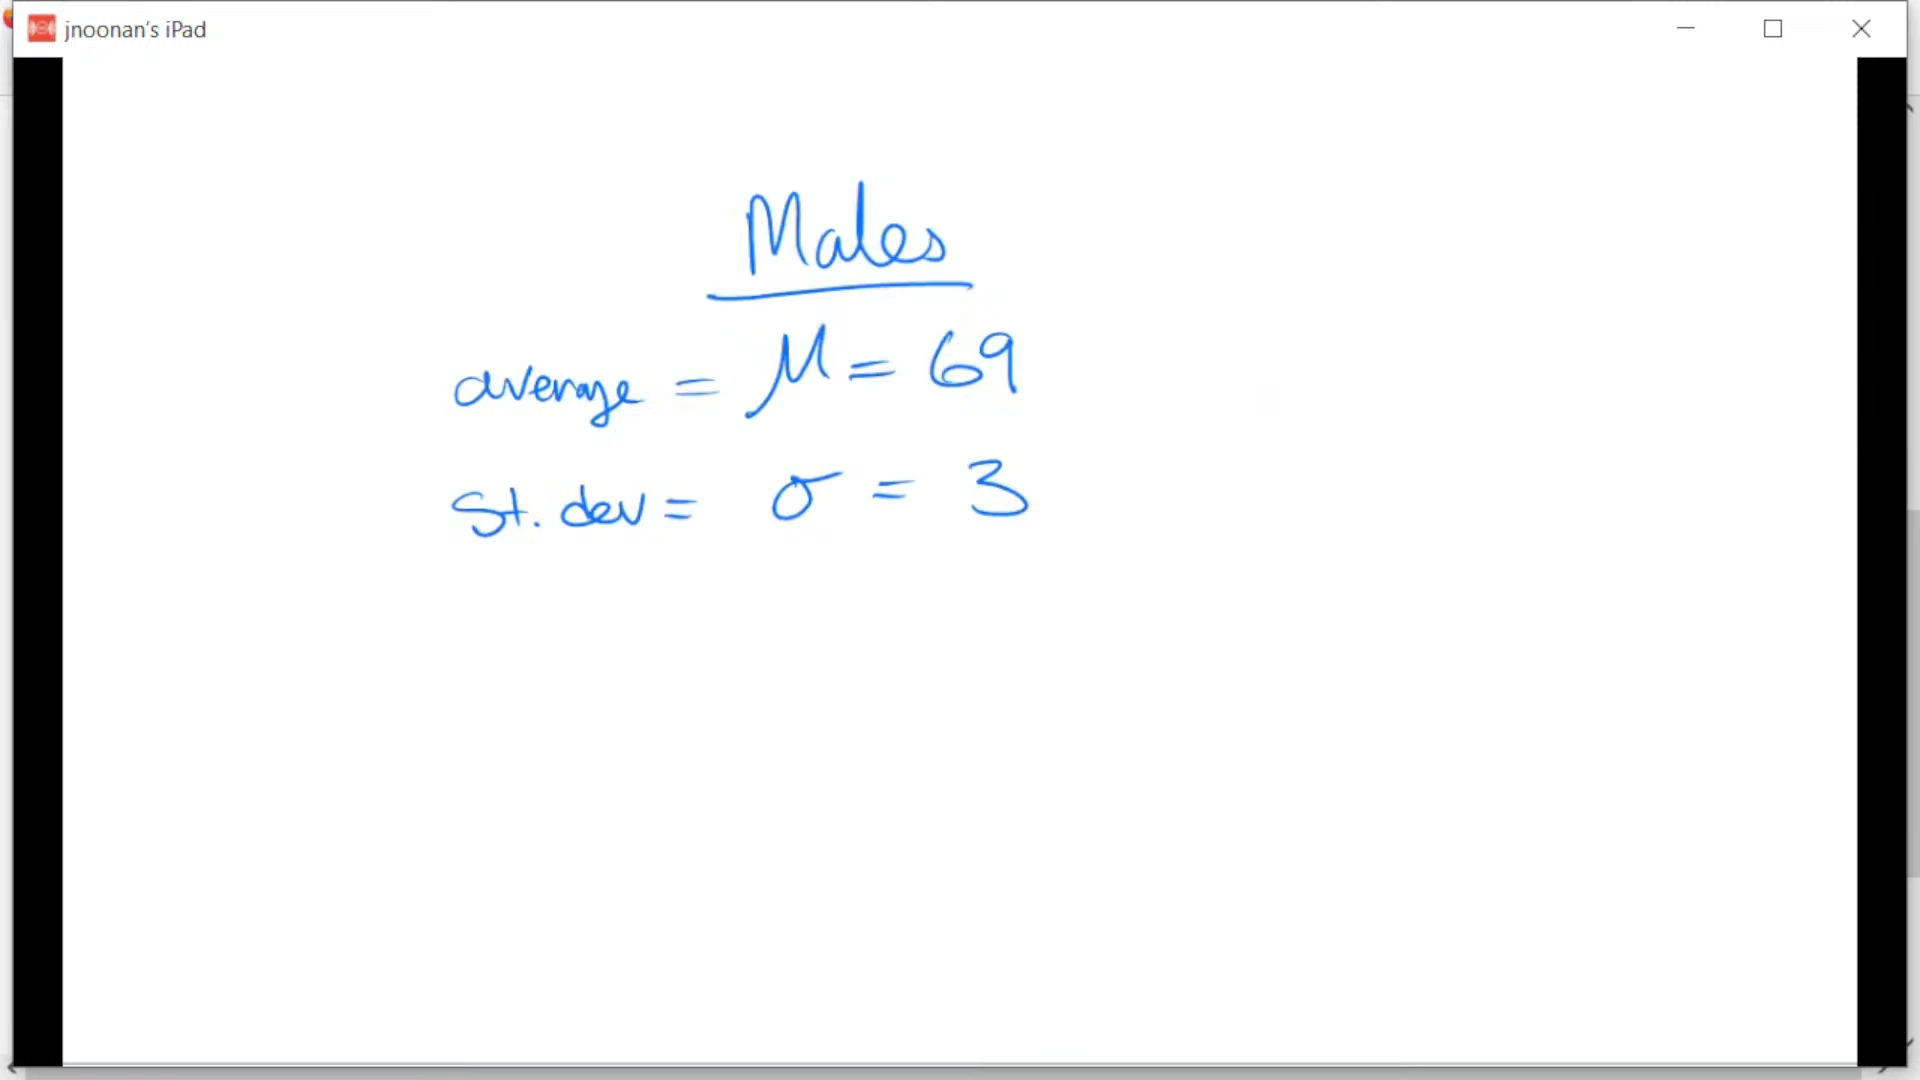 jnoonan's iPad
Males
average = μ = 69
St. dev = σ = 3